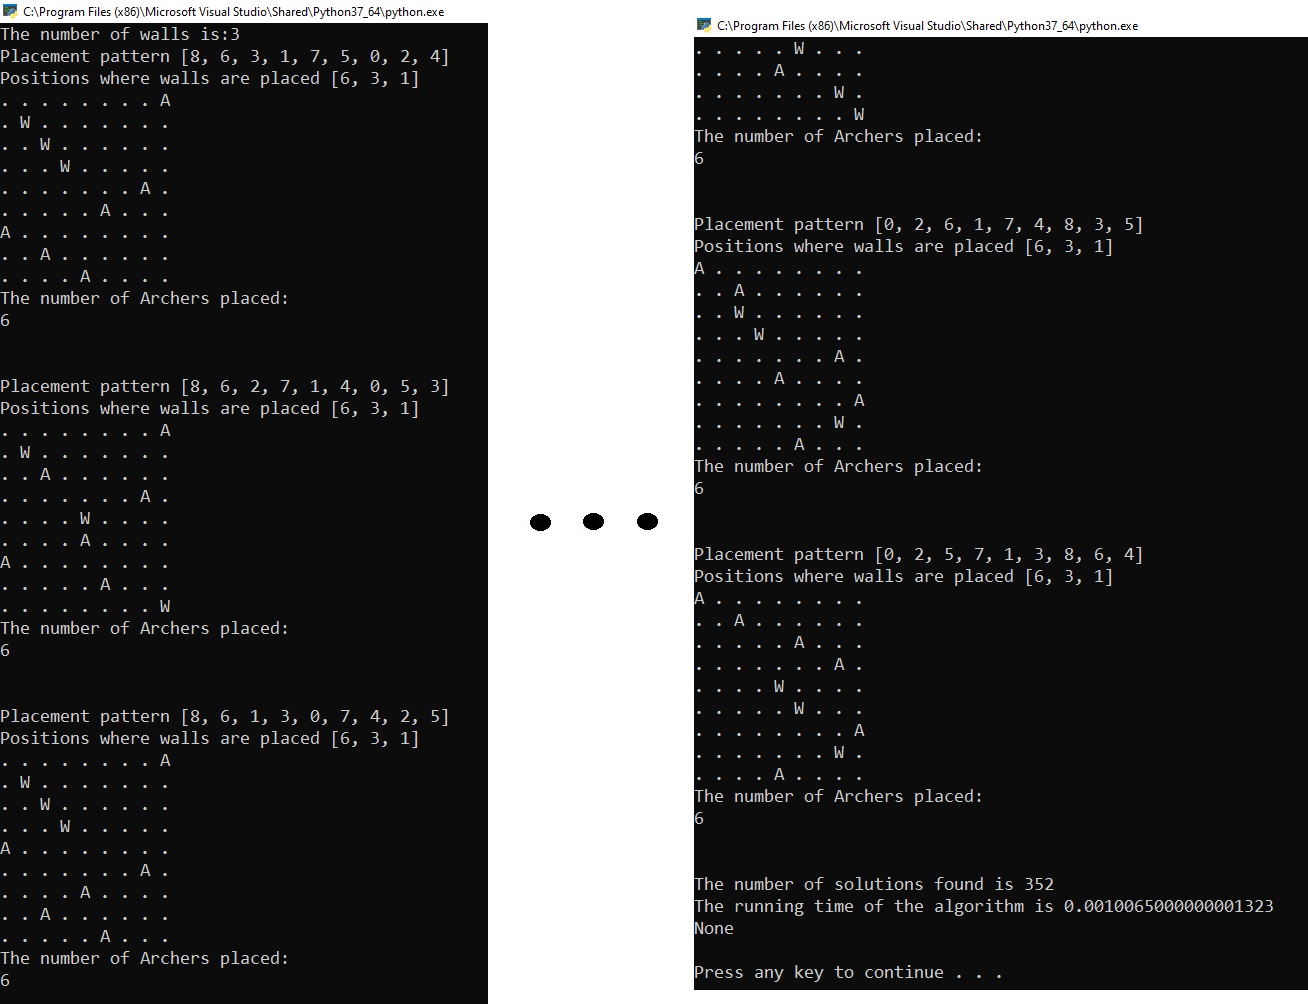 C:\Program Files (x86)\Microsoft Visual Studio\Shared\Python37_64\python.exe
The number of walls is:3
Placement pattern [8, 6, 3, 1, 7, 5, 0, 2, 4]
Positions where walls are placed [6, 3, 1]
. . . . . . . . A
. W . . . . . . .
. . W . . . . . .
. . . W . . . . .
. . . . . . . A .
. . . . . A . . .
A . . . . . . . .
. . A . . . . . .
. . . . A . . . .
The number of Archers placed:
6
Placement pattern [8, 6, 2, 7, 1, 4, 0, 5, 3]
Positions where walls are placed [6, 3, 1]
. . . . . . . . A
. W . . . . . . .
. . A . . . . . .
. . . . . . . A .
. . . . W . . . .
. . . . A . . . .
A . . . . . . . .
. . . . . A . . .
. . . . . . . . W
The number of Archers placed:
6
Placement pattern [8, 6, 1, 3, 0, 7, 4, 2, 5]
Positions where walls are placed [6, 3, 1]
. . . . . . . . A
. W . . . . . . .
. . W . . . . . .
. . . W . . . . .
A . . . . . . . .
. . . . . . . A .
. . . . A . . . .
. . A . . . . . .
. . . . . A . . .
The number of Archers placed:
6
. . .
C:\Program Files (x86)\Microsoft Visual Studio\Shared\Python37_64\python.exe
. . . . . W . . .
. . . . A . . . .
. . . . . . . W .
. . . . . . . . W
The number of Archers placed:
6
Placement pattern [0, 2, 6, 1, 7, 4, 8, 3, 5]
Positions where walls are placed [6, 3, 1]
A . . . . . . . .
. . A . . . . . .
. . W . . . . . .
. . . W . . . . .
. . . . . . . A .
. . . . A . . . .
. . . . . . . . A
. . . . . . . W .
. . . . . A . . .
The number of Archers placed:
6
Placement pattern [0, 2, 5, 7, 1, 3, 8, 6, 4]
Positions where walls are placed [6, 3, 1]
A . . . . . . . .
. . A . . . . . .
. . . . . A . . .
. . . . . . . A .
. . . . W . . . .
. . . . . W . . .
. . . . . . . . A
. . . . . . . W .
. . . . A . . . .
The number of Archers placed:
6
The number of solutions found is 352
The running time of the algorithm is 0.0010065000000001323
None
Press any key to continue . . .